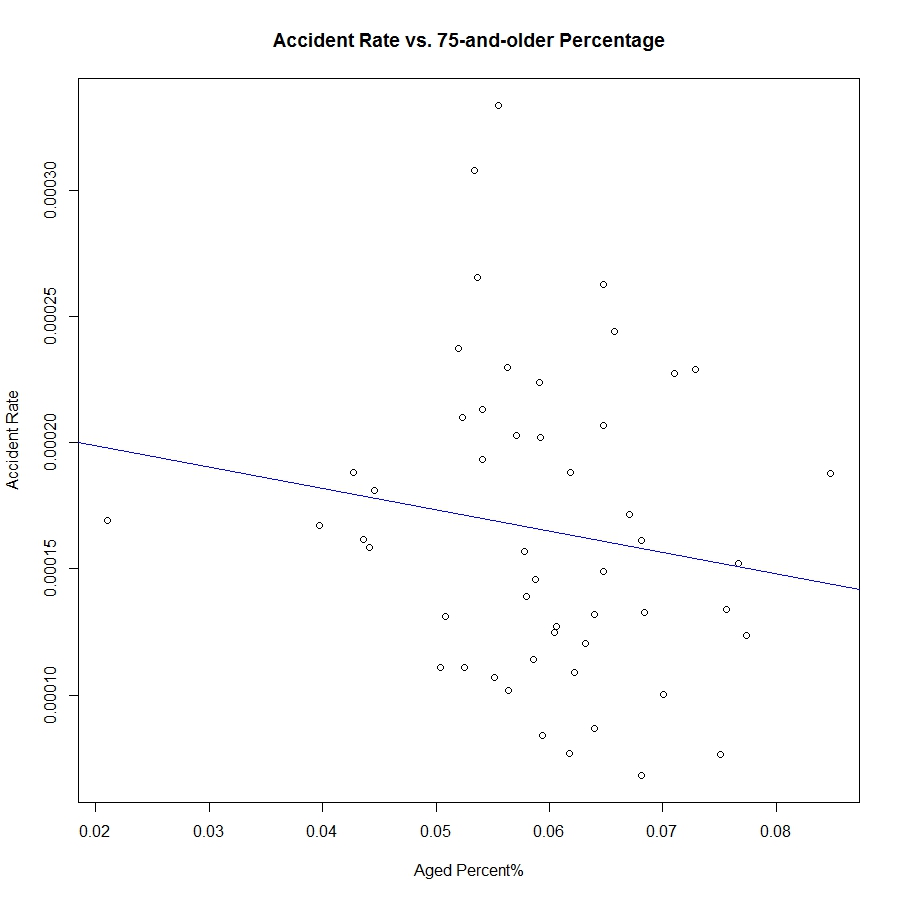 Accident Rate vs. 75-and-older Percentage
0.00030
0.00025
0.00020
0.00015
0.00010
Accident Rate
0.02 0.03 0.04 0.05 0.06 0.07 0.08
Aged Percent%